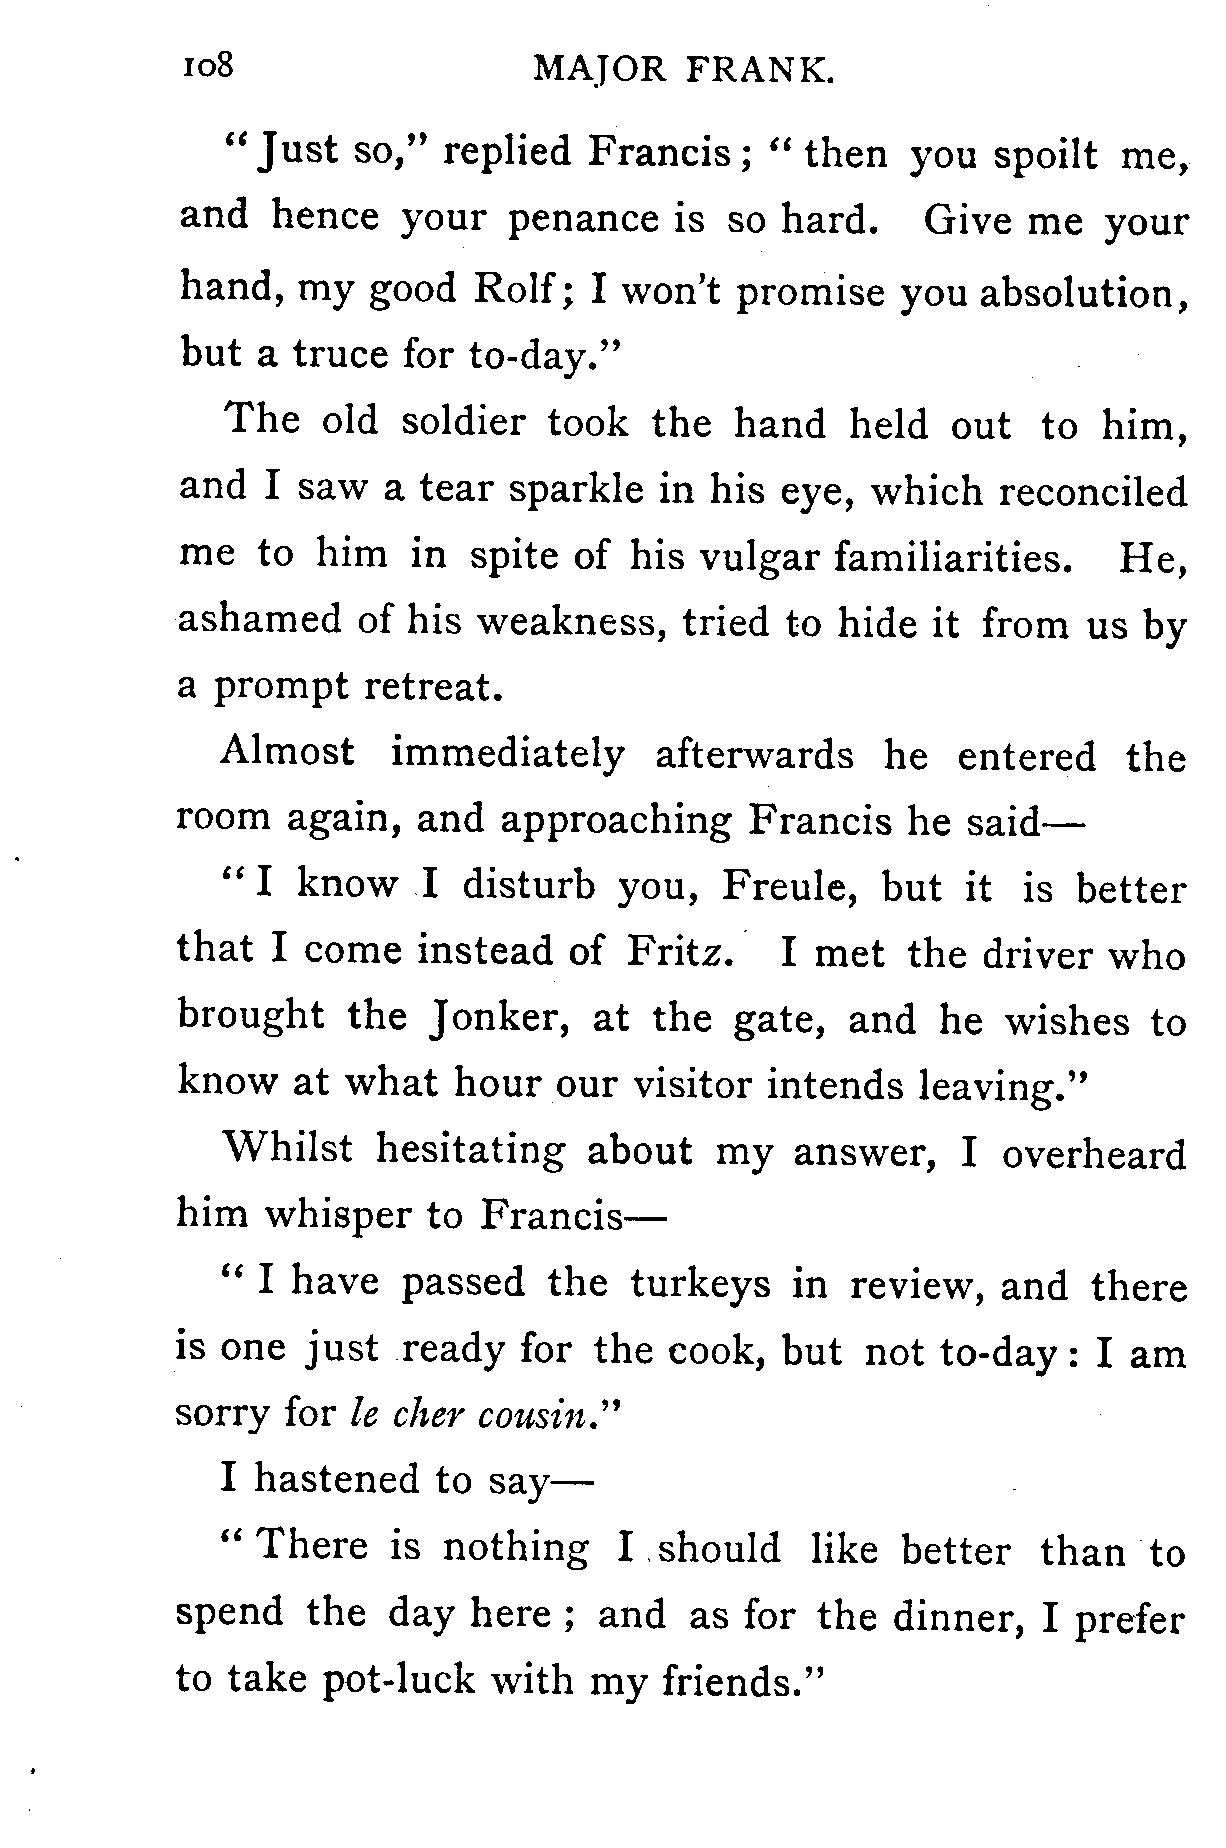 108 MAJOR FRANK.
“Just so,” replied Francis; “then you spoilt me,
and hence your penance is so hard. Give me your
hand, my good Rolf; I won't promise you absolution,
but a truce for to-day.”
The old soldier took the hand held out to him,
and I saw a tear sparkle in his eye, which reconciled
me to him in spite of his vulgar familiarities. He,
ashamed of his weakness, tried to hide it from us by
a prompt retreat.
Almost immediately afterwards he entered the
room again, and approaching Francis he said—
“I know I disturb you, Freule, but it is better
that I come instead of Fritz. I met the driver who
brought the Jonker, at the gate, and he wishes to
know at what hour our visitor intends leaving.”
Whilst hesitating about my answer, I overheard
him whisper to Francis—
“I have passed the turkeys in review, and there
is one just ready for the cook, but not to-day: I am
sorry for le cher cousin.”
I hastened to say—
“There is nothing I should like better than to
spend the day here; and as for the dinner, I prefer
to take pot-luck with my friends.”